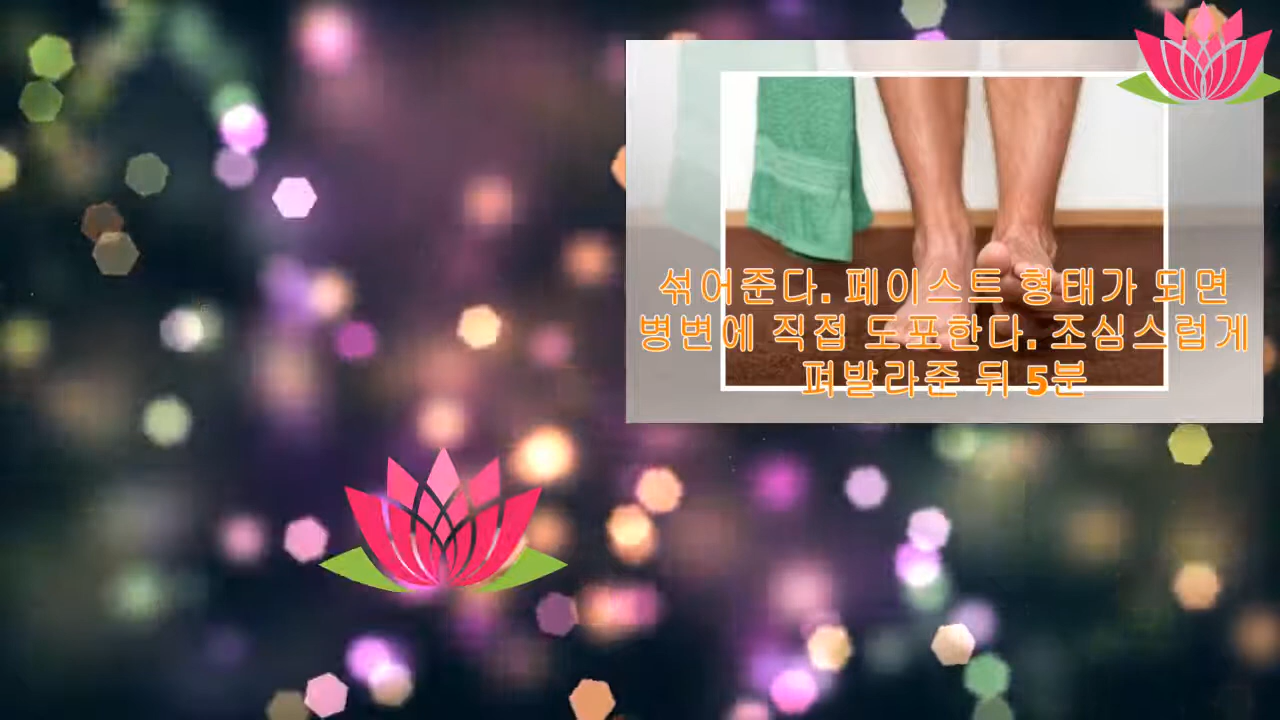 섞어준다. 페이스트 형태가 되면
병변에 직접 도포한다. 조심스럽게
펴발라준 뒤 5분